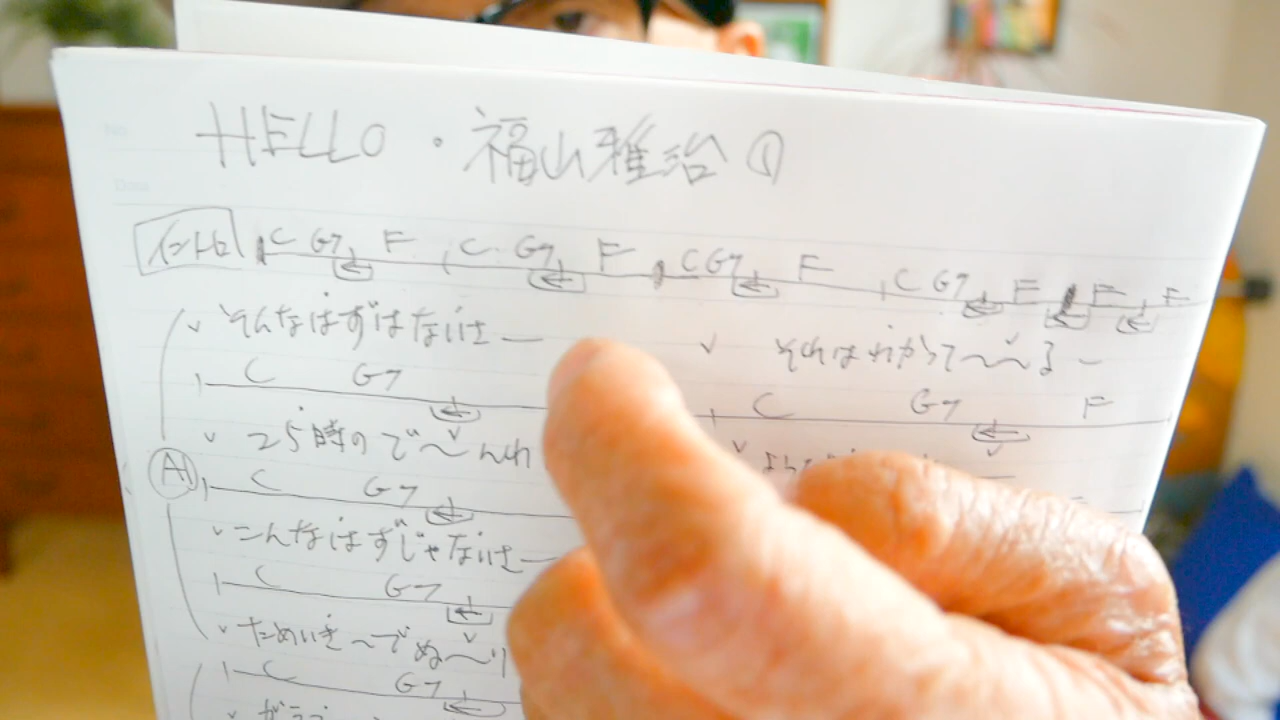 HELLO・福山雅治①
イントロ C G7 F C G7 F C G7 F C G7 F F F
そんなはずはないさー それはわかって〜〜る−
C G7 C G7 F
25時ので〜んわ
A1 C G7
こんなはずじゃないさー
C G7
ためいき〜でぬ〜り
C G7